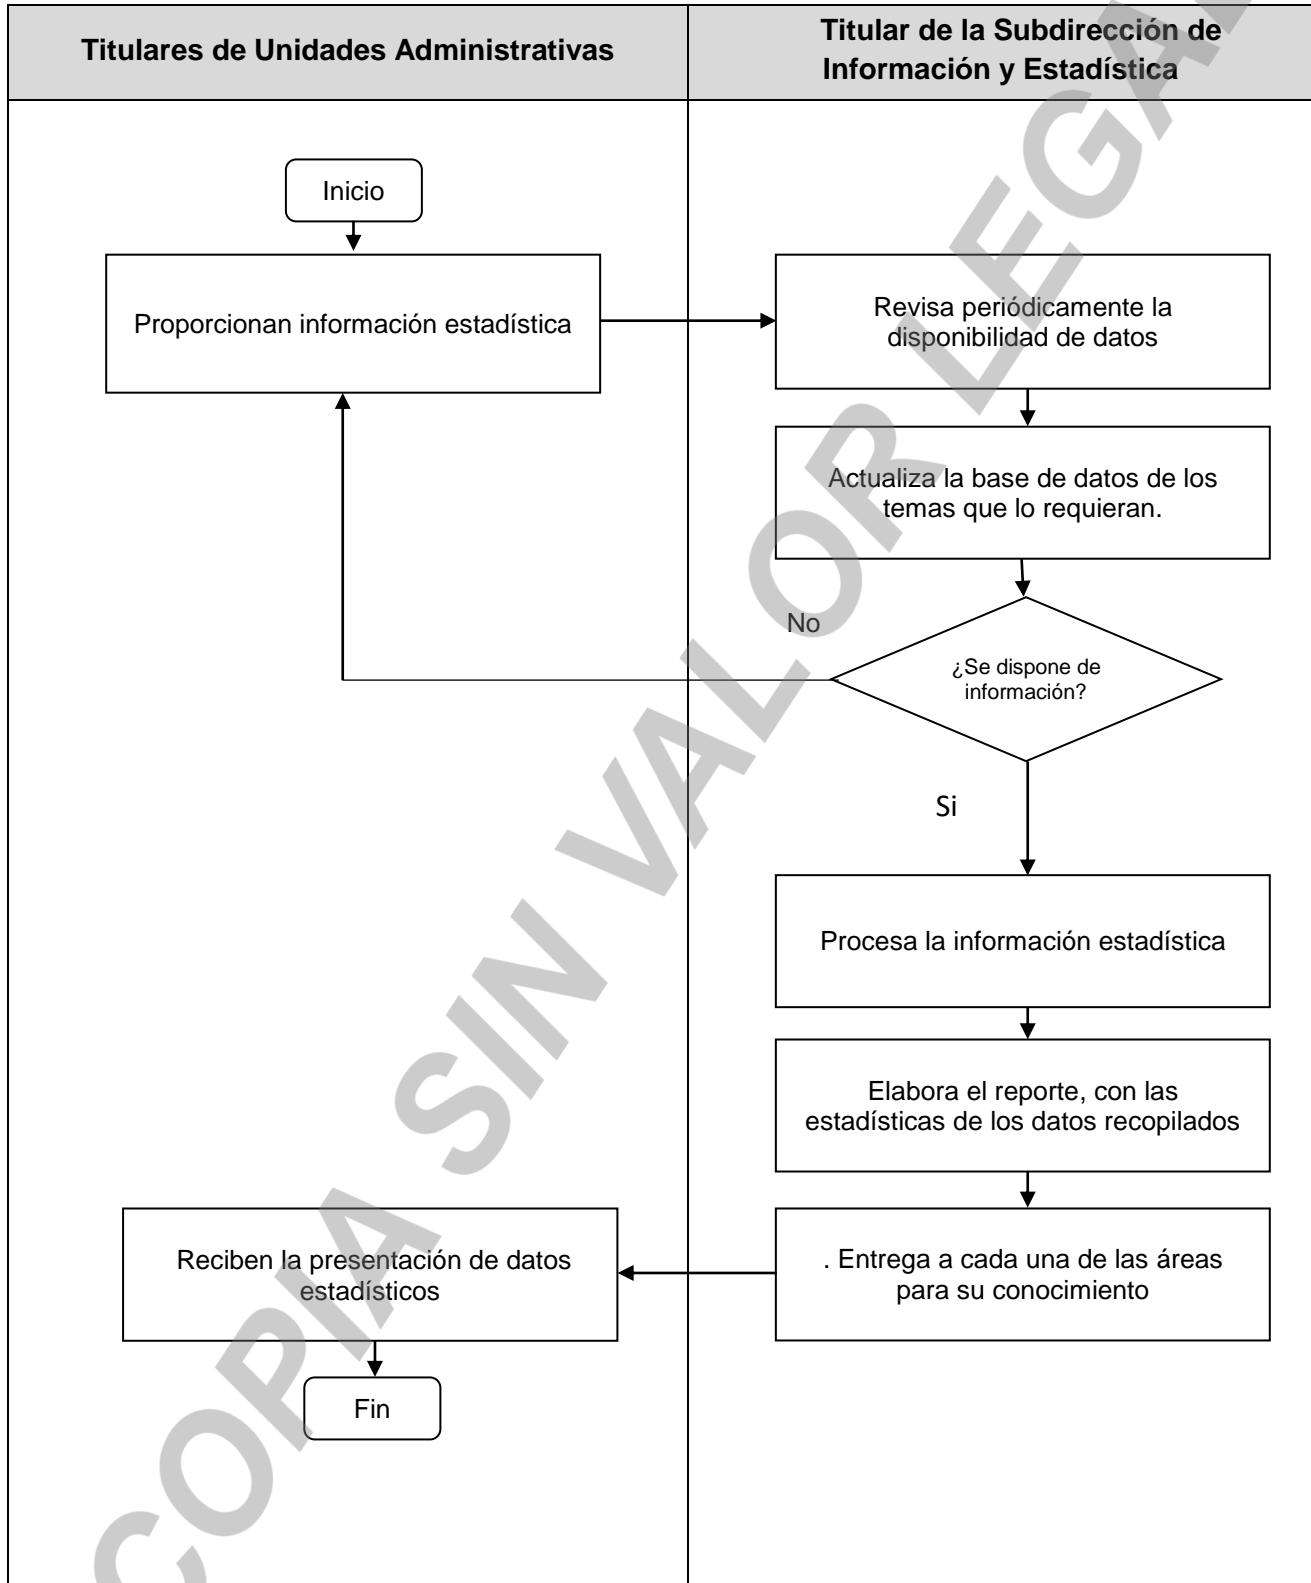 Titulares de Unidades Administrativas
Titular de la Subdirección de
Información y Estadística
Inicio
Proporcionan información estadística
Revisa periódicamente la
disponibilidad de datos
Actualiza la base de datos de los
temas que lo requieran.
No
¿Se dispone de
información?
Si
Procesa la información estadística
Elabora el reporte, con las
estadísticas de los datos recopilados
. Entrega a cada una de las áreas
para su conocimiento
Reciben la presentación de datos
estadísticos
Fin
COPIA SIN VALOR LEGAL